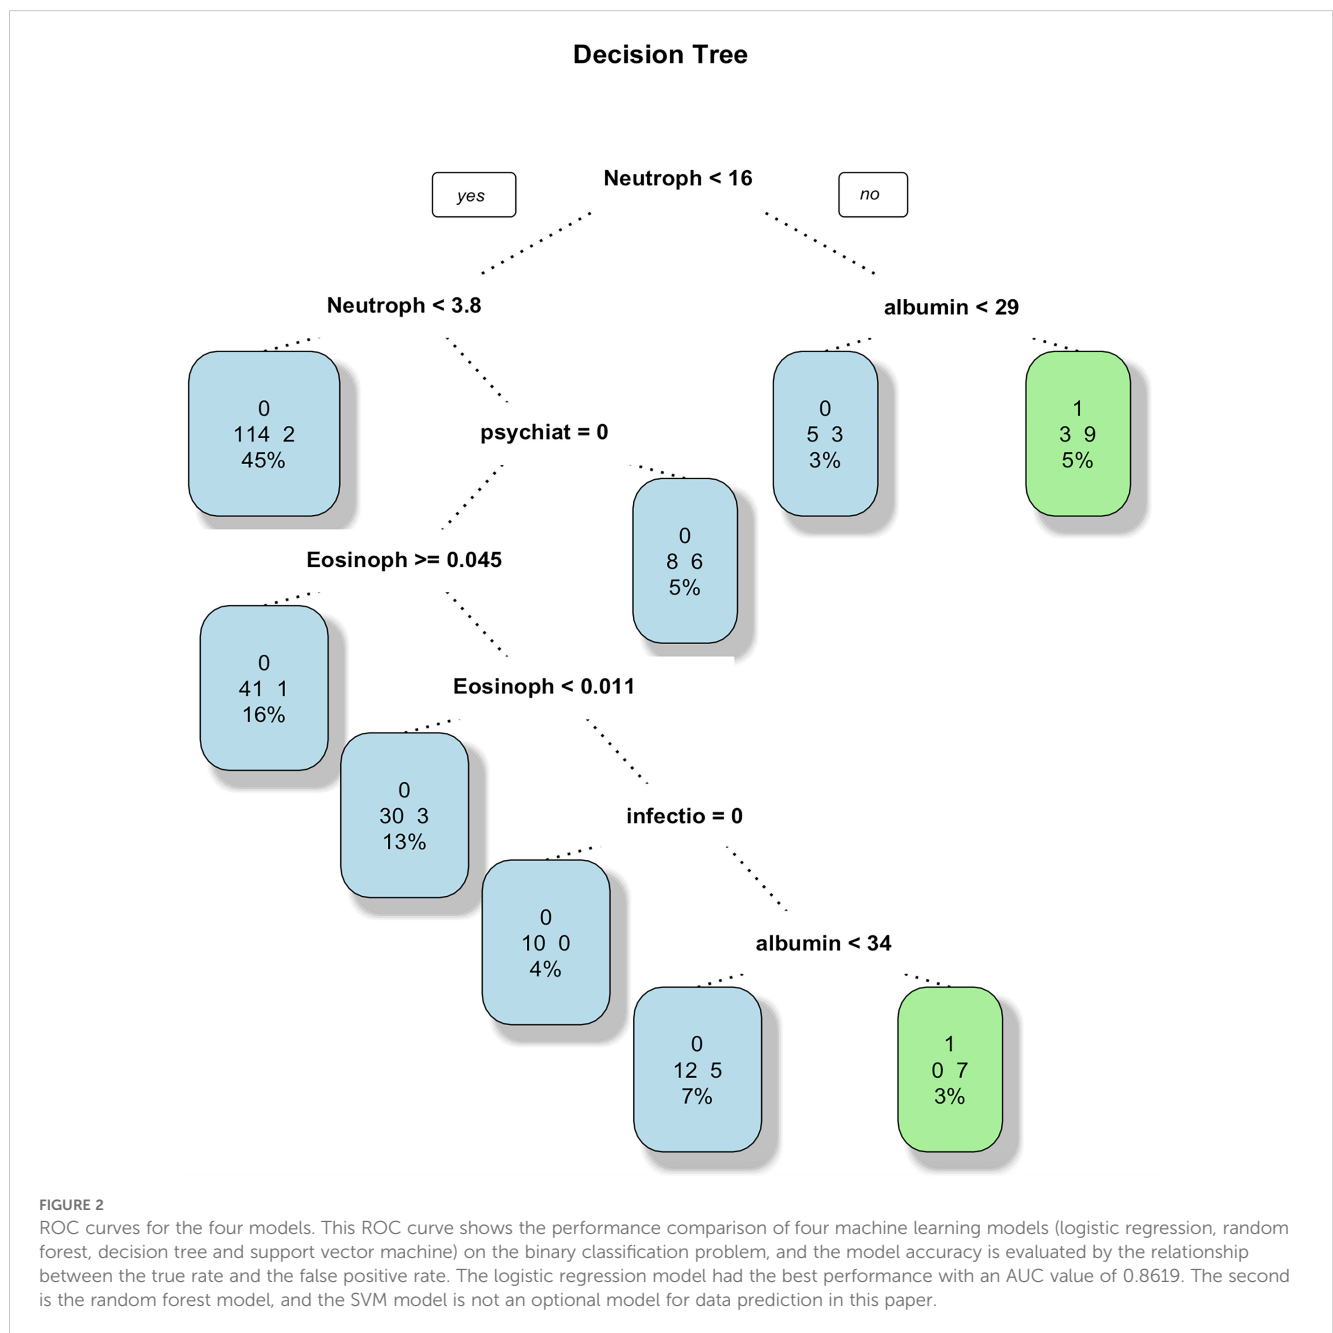 Decision Tree
yes
Neutroph < 16
no
Neutroph < 3.8
albumin < 29
0
114 2
45%
psychiat = 0
0
5 3
3%
1
3 9
5%
Eosinoph >= 0.045
0
8 6
5%
0
41 1
16%
Eosinoph < 0.011
0
30 3
13%
infectio = 0
0
10 0
4%
albumin < 34
0
12 5
7%
1
0 7
3%
FIGURE 2
ROC curves for the four models. This ROC curve shows the performance comparison of four machine learning models (logistic regression, random
forest, decision tree and support vector machine) on the binary classification problem, and the model accuracy is evaluated by the relationship
between the true rate and the false positive rate. The logistic regression model had the best performance with an AUC value of 0.8619. The second
is the random forest model, and the SVM model is not an optional model for data prediction in this paper.